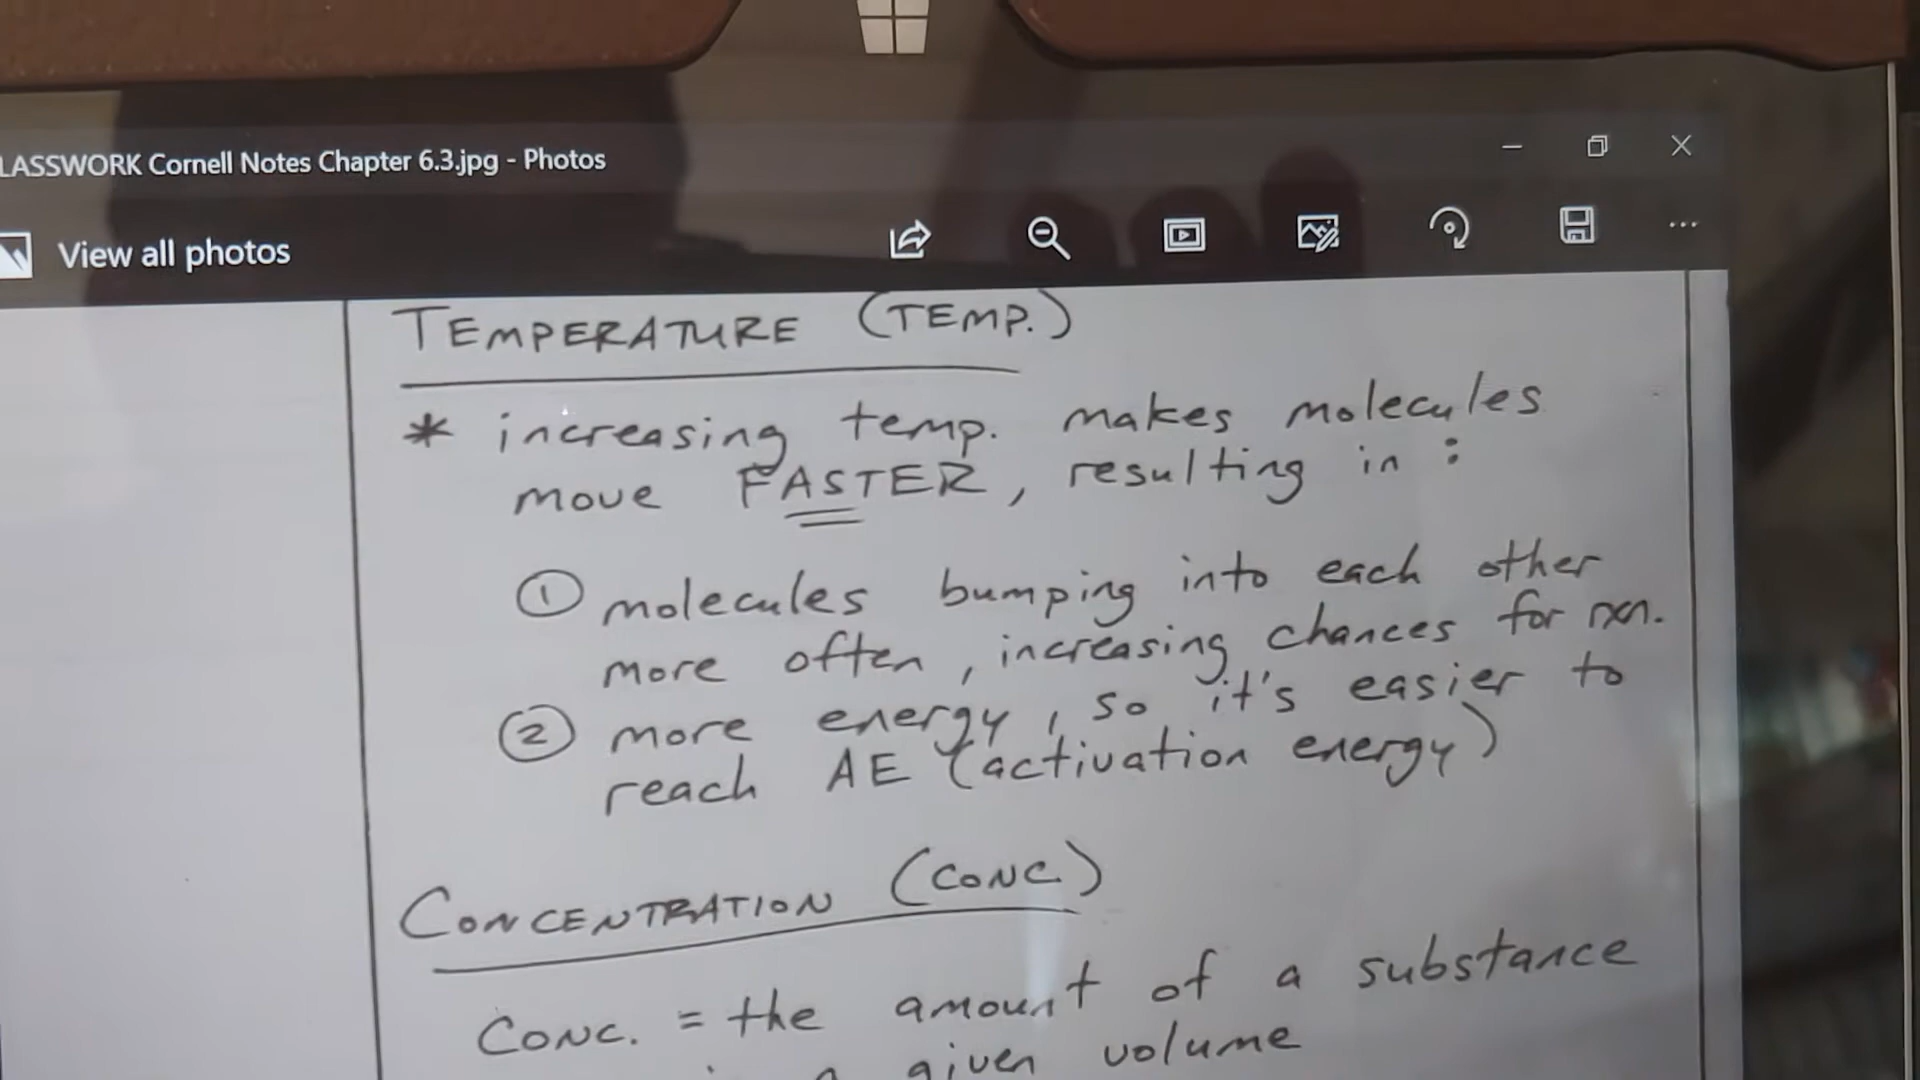 LASSWORK Cornell Notes Chapter 6.3.jpg - Photos
View all photos
TEMPERATURE (TEMP.)
* increasing temp. makes molecules
move FASTER, resulting in :
① molecules bumping into each other
more often, increasing chances for rxn.
② more energy, so it's easier to
reach AE (activation energy)
CONCENTRATION (CONC.)
CONC. = the amount of a substance
given volume